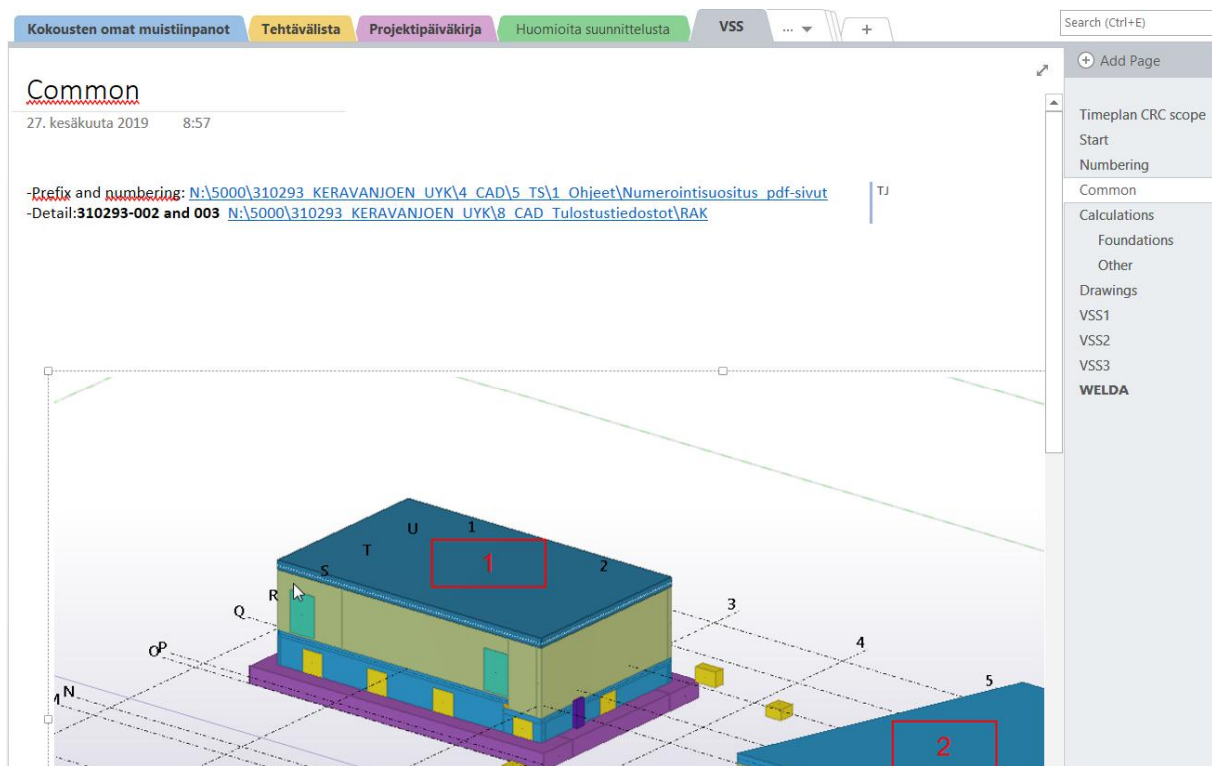 Kokousten omat muistiinpanot
Tehtävälista
Projektipäiväkirja
Huomioita suunnittelusta
VSS
...
+
Search (Ctrl+E)
Common
27. kesäkuuta 2019 8:57
-Prefix and numbering: N:\5000\310293_KERAVANJOEN_UYK\4_CAD\5_TS\1_Ohjeet\Numerointisuositus_pdf-sivut
TJ
-Detail:310293-002 and 003 N:\5000\310293_KERAVANJOEN_UYK\8_CAD_Tulostustiedostot\RAK
Add Page
Timeplan CRC scope
Start
Numbering
Common
Calculations
Foundations
Other
Drawings
VSS1
VSS2
VSS3
WELDA
U
1
T
1
S
2
R
Q
3
P
O
4
N
5
2